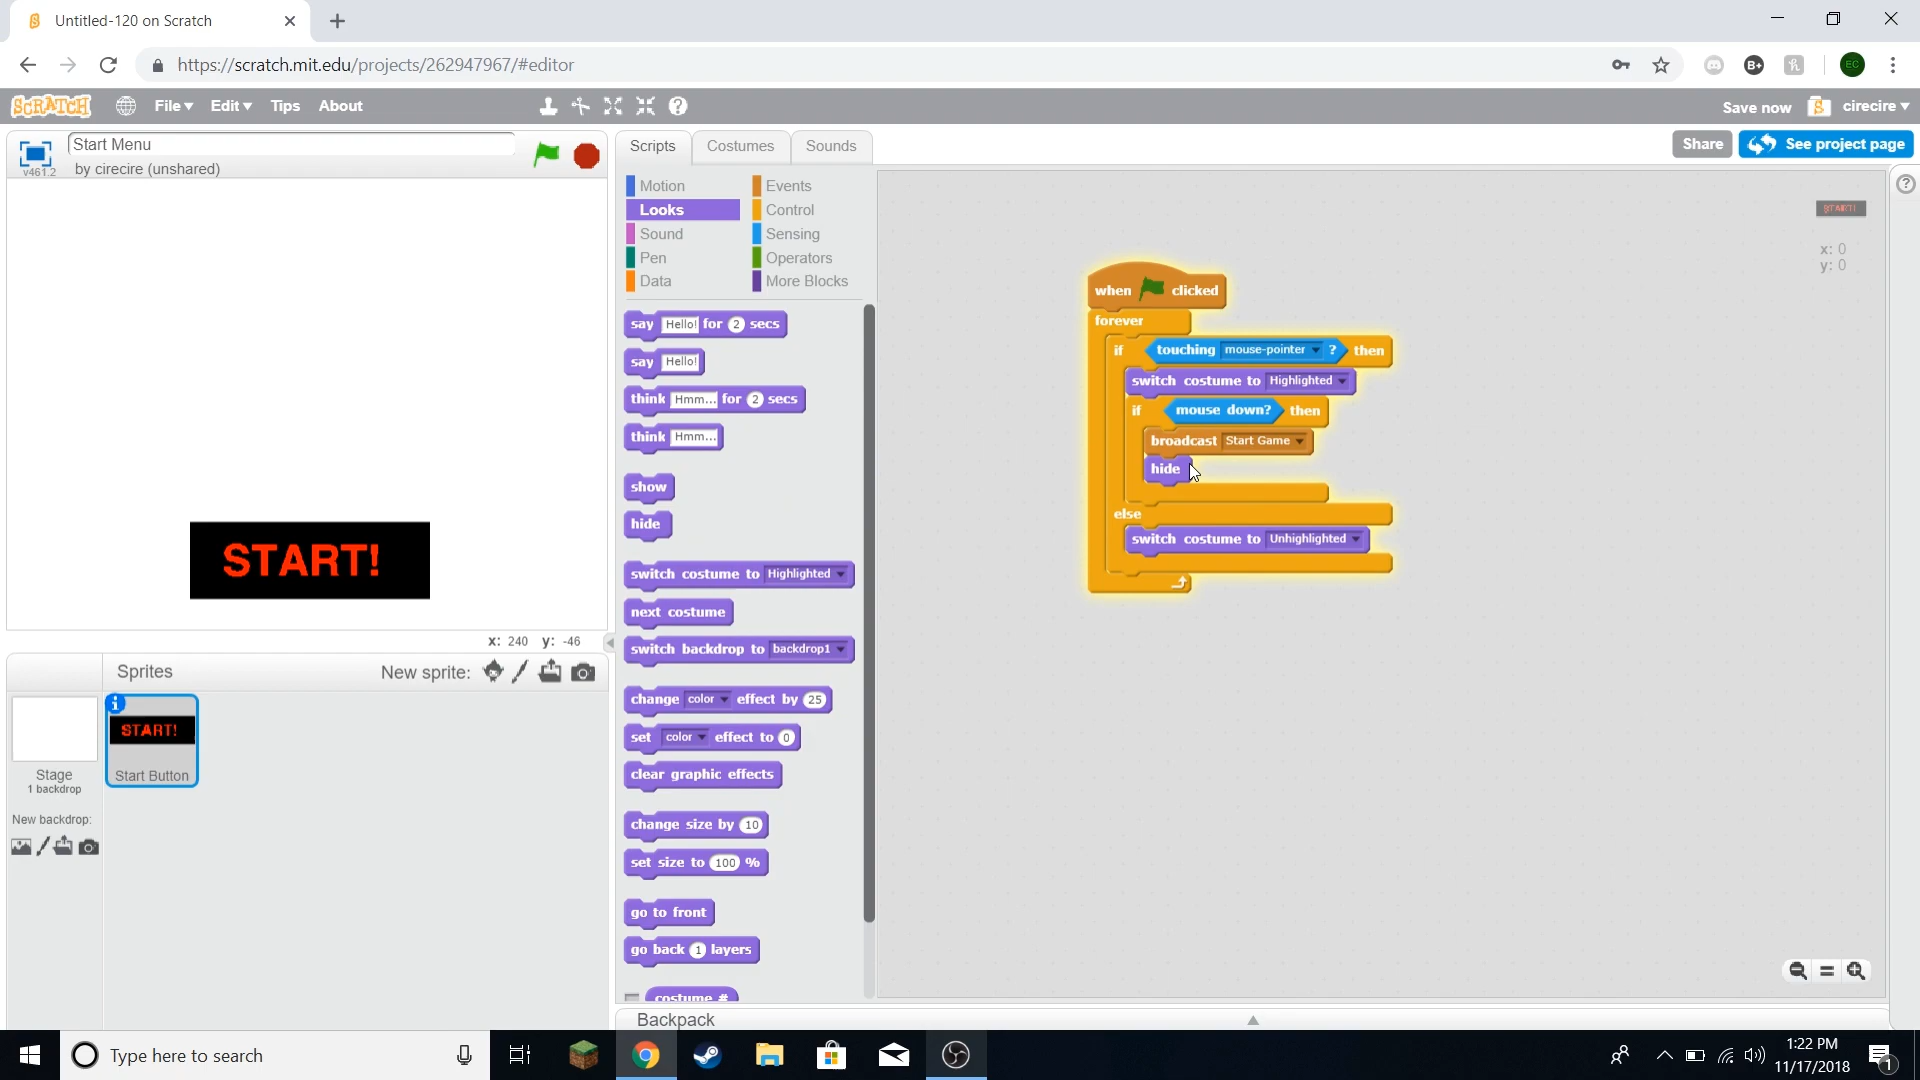 Untitled-120 on Scratch
https://scratch.mit.edu/projects/262947967/#editor
B+
EC
SCRATCH
File
Edit
Tips
About
Save now
cirecire
Start Menu
v461.2
by cirecire (unshared)
Scripts
Costumes
Sounds
Share
See project page
Motion
Events
Looks
Control
Sound
Sensing
Pen
Operators
Data
More Blocks
START!
x: 0
y: 0
say Hello! for 2 secs
say Hello!
think Hmm... for 2 secs
think Hmm...
show
hide
switch costume to Highlighted
next costume
switch backdrop to backdrop1
change color effect by 25
set color effect to 0
clear graphic effects
change size by 10
set size to 100 %
go to front
go back 1 layers
costume #
when clicked
forever
if touching mouse-pointer ? then
switch costume to Highlighted
if mouse down? then
broadcast Start Game
hide
else
switch costume to Unhighlighted
START!
x: 240 y: -46
Sprites
New sprite:
START!
Start Button
Stage
1 backdrop
New backdrop:
Backpack
Type here to search
1:22 PM
11/17/2018
1